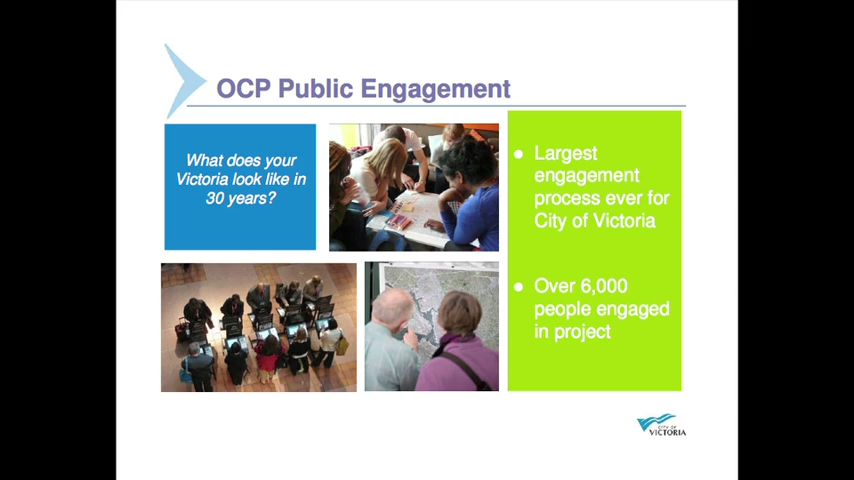 OCP Public Engagement
What does your
Victoria look like in
30 years?
● Largest
engagement
process ever for
City of Victoria
● Over 6,000
people engaged
in project
CITY OF
VICTORIA